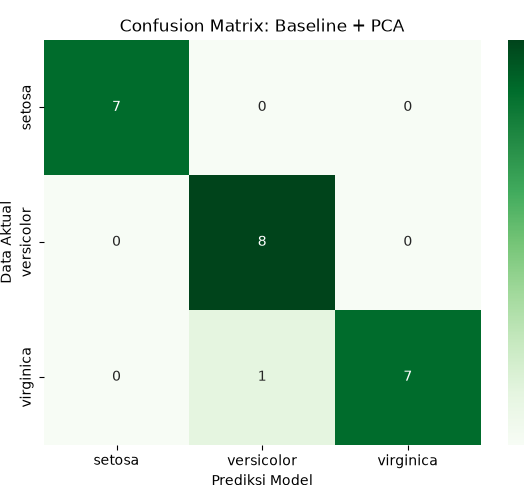 Confusion Matrix: Baseline + PCA
Data Aktual
setosa
7 0 0
versicolor
0 8 0
virginica
0 1 7
setosa versicolor virginica
Prediksi Model